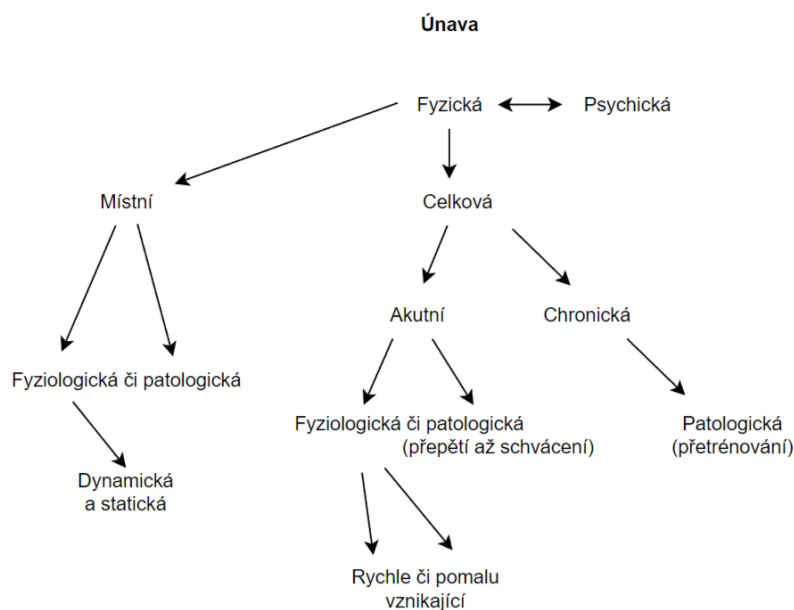 Únava
Fyzická
Psychická
Místní
Celková
Akutní
Chronická
Fyziologická či patologická
Fyziologická či patologická
(přepětí až schvácení)
Patologická
(přetrénování)
Dynamická
a statická
Rychle či pomalu
vznikající